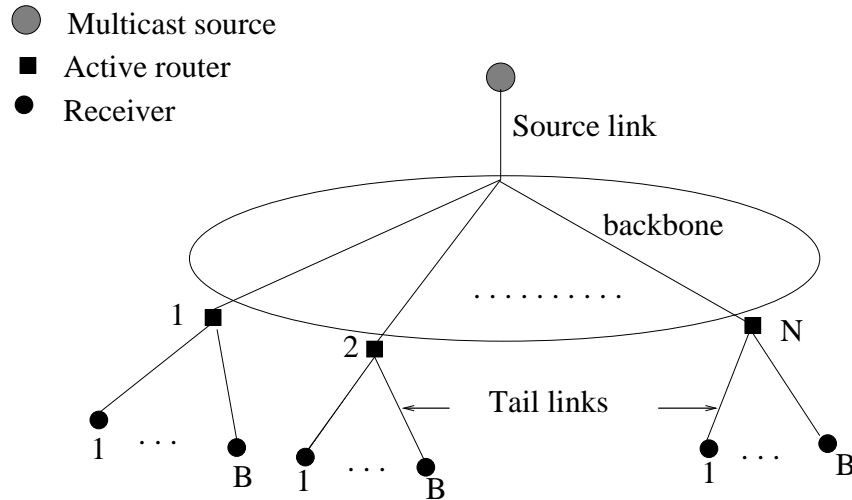 Multicast source
Active router
Receiver
Source link
backbone
. . . . . . . . . .
1
2
N
Tail links
1 . . . B
1 . . . B
1 . . . B